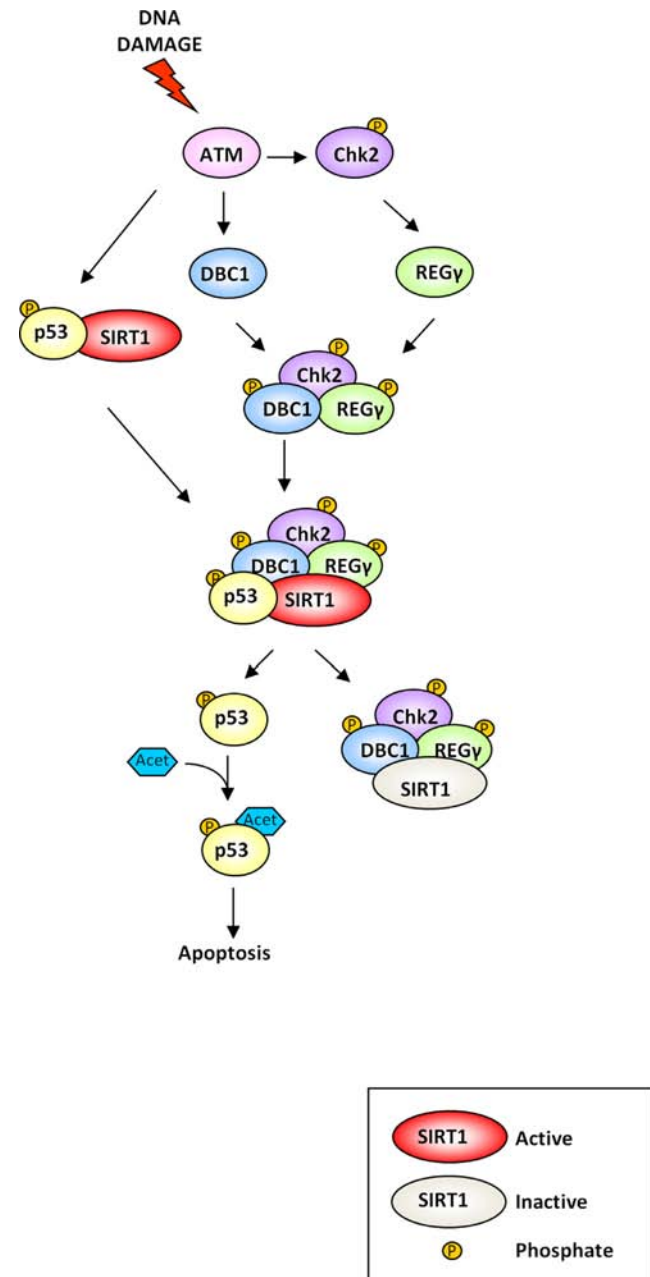 DNA
DAMAGE
P
ATM
Chk2
DBC1
REGγ
P
p53
SIRT1
P
Chk2
P
P
DBC1
REGγ
P
Chk2
P
P
DBC1
REGγ
P
p53
SIRT1
P
p53
P
Chk2
P
P
DBC1
REGγ
SIRT1
Acet
Acet
P
p53
Apoptosis
SIRT1 Active
SIRT1 Inactive
P Phosphate